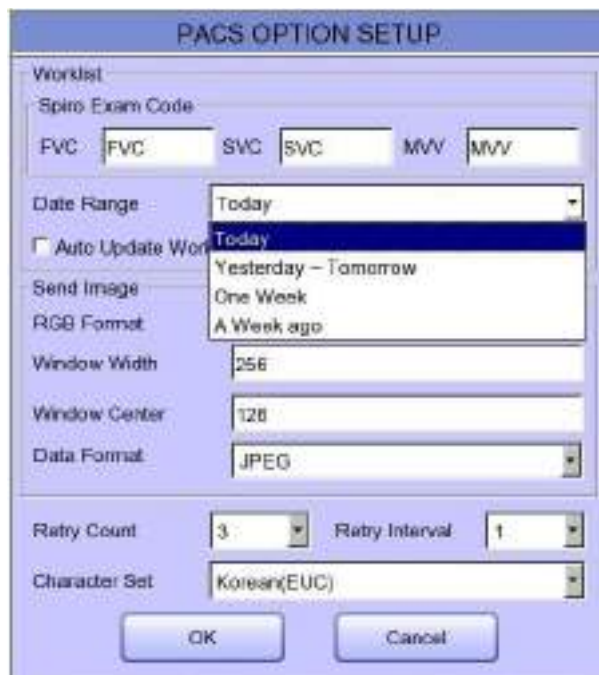 PACS OPTION SETUP
Worklist
Spiro Exam Code
FVC FVC SVC SVC MVV MVV
Date Range Today
Auto Update Wor
Today
Yesterday – Tomorrow
One Week
A Week ago
Send Image
RGB Format
Window Width 256
Window Center 128
Data Format JPEG
Retry Count 3 Retry Interval 1
Character Set Korean(EUC)
OK Cancel